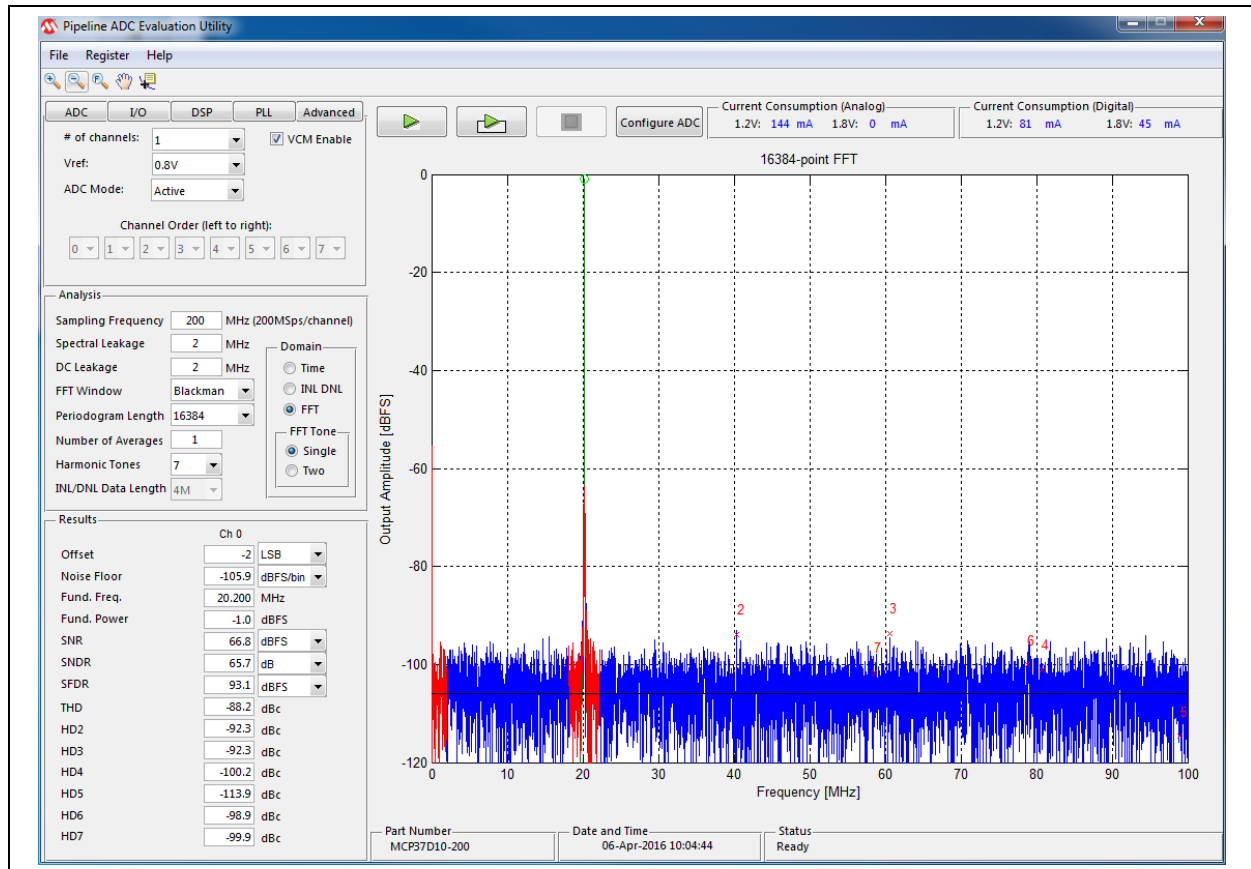 Pipeline ADC Evaluation Utility
File Register Help
ADC I/O DSP PLL Advanced
# of channels: 1 VCM Enable
Vref: 0.8V
ADC Mode: Active
Channel Order (left to right):
0 1 2 3 4 5 6 7
Analysis
Sampling Frequency 200 MHz (200MSps/channel)
Spectral Leakage 2 MHz
DC Leakage 2 MHz
FFT Window Blackman
Periodogram Length 16384
Number of Averages 1
Harmonic Tones 7
INL/DNL Data Length 4M
Domain
Time
INL DNL
FFT
FFT Tone
Single
Two
Results
Ch 0
Offset -2 LSB
Noise Floor -105.9 dBFS/bin
Fund. Freq. 20.200 MHz
Fund. Power -1.0 dBFS
SNR 66.8 dBFS
SNDR 65.7 dB
SFDR 93.1 dBFS
THD -88.2 dBc
HD2 -92.3 dBc
HD3 -92.3 dBc
HD4 -100.2 dBc
HD5 -113.9 dBc
HD6 -98.9 dBc
HD7 -99.9 dBc
Configure ADC
Current Consumption (Analog)
1.2V: 144 mA 1.8V: 0 mA
Current Consumption (Digital)
1.2V: 81 mA 1.8V: 45 mA
16384-point FFT
Output Amplitude [dBFS]
0
-20
-40
-60
-80
-100
-120
2
3
7
6
4
5
0 10 20 30 40 50 60 70 80 90 100
Frequency [MHz]
Part Number
MCP37D10-200
Date and Time
06-Apr-2016 10:04:44
Status
Ready